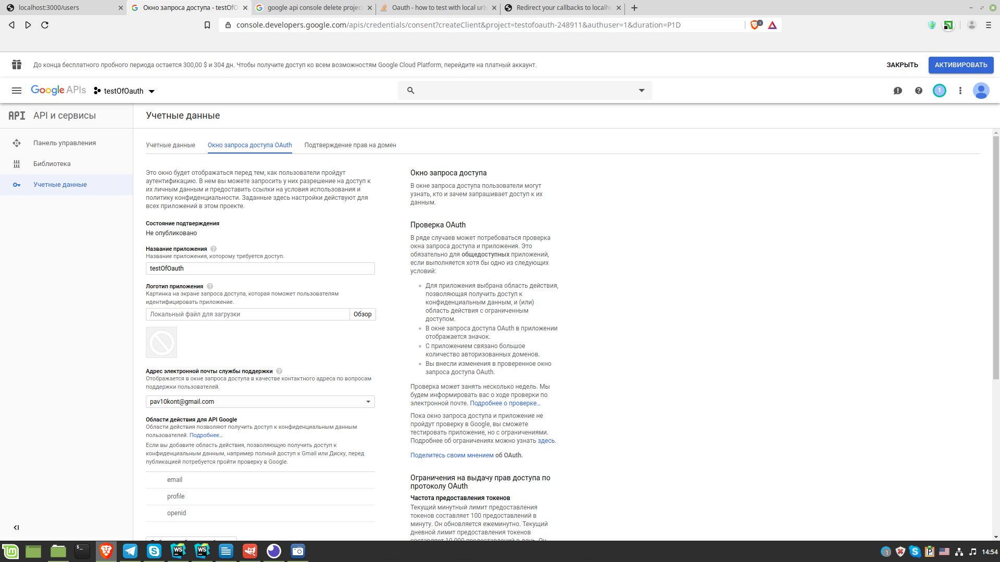 localhost:3000/users
Окно запроса доступа - testOfO
google api console delete projec
Oauth - how to test with local urls
Redirect your callbacks to localho
console.developers.google.com/apis/credentials/consent?createClient&project=testofoauth-248911&authuser=1&duration=P1D
2
До конца бесплатного пробного периода остается 300,00 $ и 304 дн. Чтобы получите доступ ко всем возможностям Google Cloud Platform, перейдите на платный аккаунт.
ЗАКРЫТЬ
АКТИВИРОВАТЬ
Google APIs
testOfOauth
1
API API и сервисы
Панель управления
Библиотека
Учетные данные
Учетные данные
Учетные данные
Окно запроса доступа OAuth
Подтверждение прав на домен
Это окно будет отображаться перед тем, как пользователи пройдут
аутентификацию. В нем вы можете запросить у них разрешение на доступ к
их личным данным и предоставить ссылки на условия использования и
политику конфиденциальности. Заданные здесь настройки действуют для
всех приложений в этом проекте.
Состояние подтверждения
Не опубликовано
Название приложения
Название приложения, которому требуется доступ.
testOfOauth
Логотип приложения
Картинка на экране запроса доступа, которая поможет пользователям
идентифицировать приложение.
Локальный файл для загрузки
Обзор
Адрес электронной почты службы поддержки
Отображается в окне запроса доступа в качестве контактного адреса по вопросам
поддержки пользователей.
pav10kont@gmail.com
Области действия для API Google
Области действия позволяют получить доступ к конфиденциальным данным
пользователей. Подробнее…
Если вы добавите область действия, позволяющую получить доступ к
конфиденциальным данным, например полный доступ к Gmail или Диску, перед
публикацией потребуется пройти проверку в Google.
email
profile
openid
Окно запроса доступа
В окне запроса доступа пользователи могут
узнать, кто и зачем запрашивает доступ к их
данным.
Проверка OAuth
В ряде случаев может потребоваться проверка
окна запроса доступа и приложения. Это
обязательно для общедоступных приложений,
если выполняется хотя бы одно из следующих
условий:
Для приложения выбрана область действия,
позволяющая получить доступ к
конфиденциальным данным, и (или)
область действия с ограниченным
доступом.
В окне запроса доступа OAuth в приложении
отображается значок.
С приложением связано большое
количество авторизованных доменов.
Вы внесли изменения в проверенное окно
запроса доступа OAuth.
Проверка может занять несколько недель. Мы
будем информировать вас о ходе проверки по
электронной почте. Подробнее о проверке…
Пока окно запроса доступа и приложение не
пройдут проверку в Google, вы сможете
тестировать приложение, но с ограничениями.
Подробнее об ограничениях можно узнать здесь.
Поделитесь своим мнением об OAuth.
Ограничения на выдачу прав доступа по
протоколу OAuth
Частота предоставления токенов
Текущий минутный лимит предоставления
токенов составляет 100 предоставлений в
минуту. Он обновляется ежеминутно. Текущий
дневной лимит предоставления токенов
составляет 10 000 предоставлений в день. Он
WS
WS
1
P
14:54